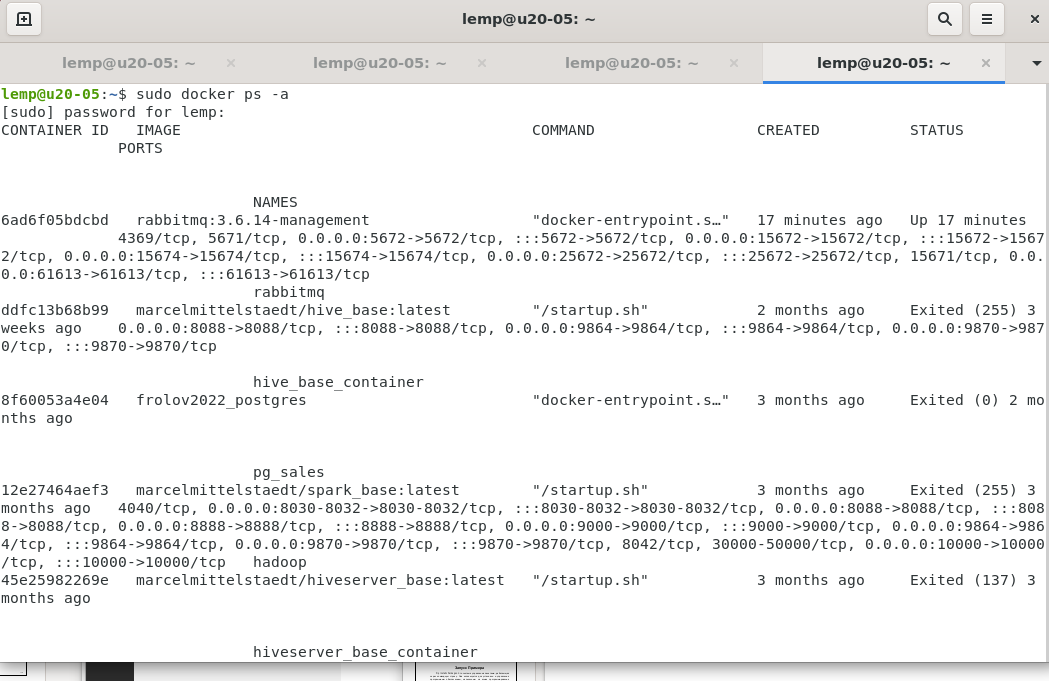 lemp@u20-05: ~
lemp@u20-05: ~ × lemp@u20-05: ~ × lemp@u20-05: ~ × lemp@u20-05: ~ ×
lemp@u20-05:~$ sudo docker ps -a
[sudo] password for lemp:
CONTAINER ID   IMAGE                                       COMMAND                  CREATED          STATUS
             PORTS
                            NAMES
6ad6f05bdcbd   rabbitmq:3.6.14-management                  "docker-entrypoint.s…"   17 minutes ago   Up 17 minutes
             4369/tcp, 5671/tcp, 0.0.0.0:5672->5672/tcp, :::5672->5672/tcp, 0.0.0.0:15672->15672/tcp, :::15672->1567
2/tcp, 0.0.0.0:15674->15674/tcp, :::15674->15674/tcp, 0.0.0.0:25672->25672/tcp, :::25672->25672/tcp, 15671/tcp, 0.0.
0.0:61613->61613/tcp, :::61613->61613/tcp
                            rabbitmq
ddfc13b68b99   marcelmittelstaedt/hive_base:latest         "/startup.sh"            2 months ago     Exited (255) 3
weeks ago    0.0.0.0:8088->8088/tcp, :::8088->8088/tcp, 0.0.0.0:9864->9864/tcp, :::9864->9864/tcp, 0.0.0.0:9870->987
0/tcp, :::9870->9870/tcp
                            hive_base_container
8f60053a4e04   frolov2022_postgres                         "docker-entrypoint.s…"   3 months ago     Exited (0) 2 mo
nths ago
                            pg_sales
12e27464aef3   marcelmittelstaedt/spark_base:latest        "/startup.sh"            3 months ago     Exited (255) 3
months ago   4040/tcp, 0.0.0.0:8030-8032->8030-8032/tcp, :::8030-8032->8030-8032/tcp, 0.0.0.0:8088->8088/tcp, :::808
8->8088/tcp, 0.0.0.0:8888->8888/tcp, :::8888->8888/tcp, 0.0.0.0:9000->9000/tcp, :::9000->9000/tcp, 0.0.0.0:9864->986
4/tcp, :::9864->9864/tcp, 0.0.0.0:9870->9870/tcp, :::9870->9870/tcp, 8042/tcp, 30000-50000/tcp, 0.0.0.0:10000->10000
/tcp, :::10000->10000/tcp   hadoop
45e25982269e   marcelmittelstaedt/hiveserver_base:latest   "/startup.sh"            3 months ago     Exited (137) 3
months ago
                            hiveserver_base_container